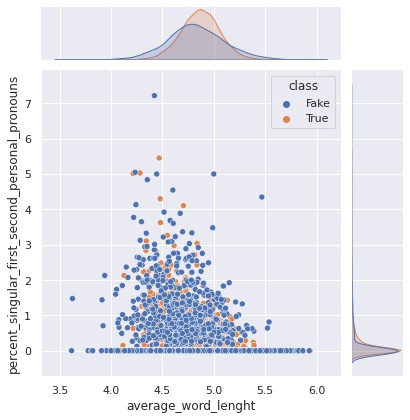 class
Fake
True
percent_singular_first_second_personal_pronouns
7
6
5
4
3
2
1
0
3.5 4.0 4.5 5.0 5.5 6.0
average_word_lenght